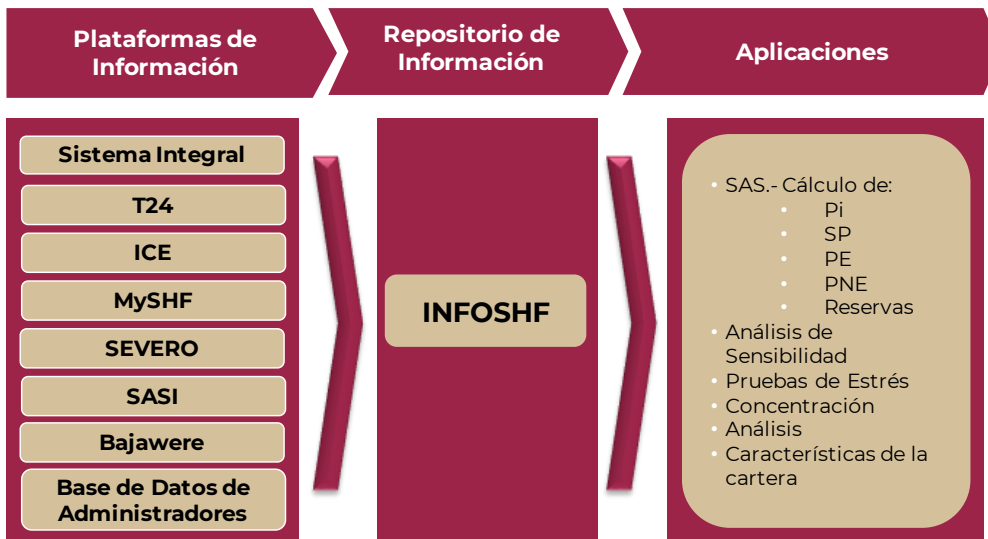 Plataformas de
Información
Repositorio de
Información
Aplicaciones
Sistema Integral
T24
ICE
MySHF
SEVERO
SASI
Bajawere
Base de Datos de
Administradores
INFOSHF
• SAS.- Cálculo de:
• Pi
• SP
• PE
• PNE
• Reservas
• Análisis de
Sensibilidad
• Pruebas de Estrés
• Concentración
• Análisis
• Características de la
cartera